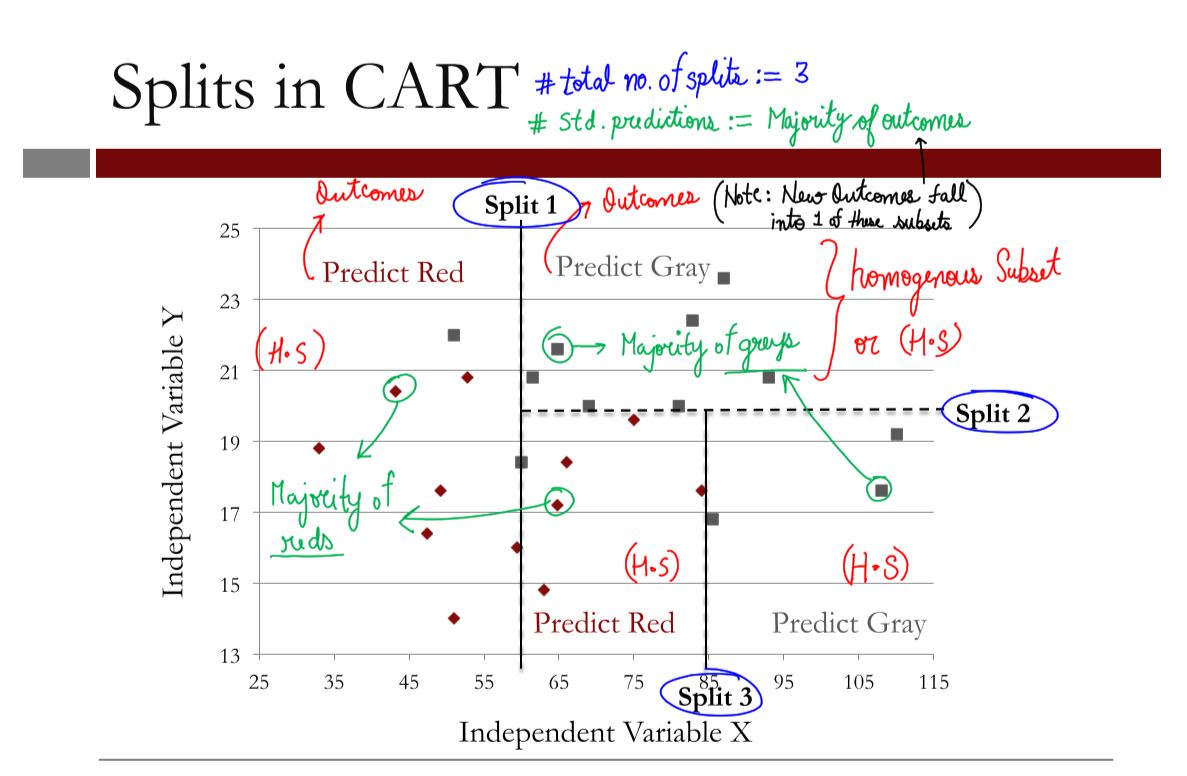 Splits in CART
# total no. of splits := 3
# Std. predictions := Majority of outcomes
Outcomes
Split 1
Outcomes
(Note: New Outcomes fall
into 1 of these subsets)
Predict Red
Predict Gray
homogenous Subset
or (H.S)
(H.S)
Majority of greys
Split 2
Majority of
reds
(H.S)
(H.S)
Predict Red
Predict Gray
25
23
21
19
17
15
13
Independent Variable Y
25 35 45 55 65 75 85 95 105 115
Split 3
Independent Variable X